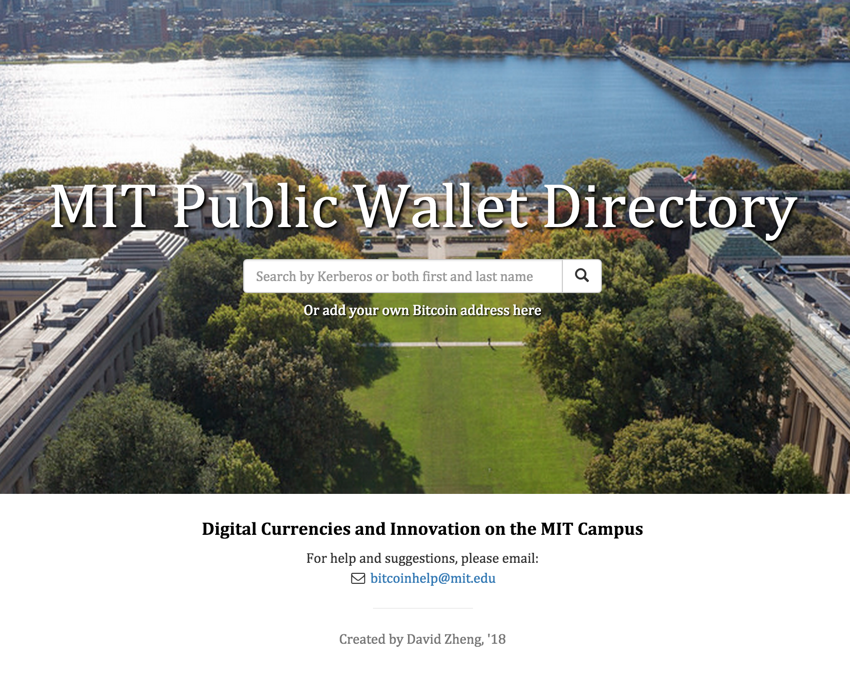 MIT Public Wallet Directory
Search by Kerberos or both first and last name
Or add your own Bitcoin address here
Digital Currencies and Innovation on the MIT Campus
For help and suggestions, please email:
bitcoinhelp@mit.edu
Created by David Zheng, '18